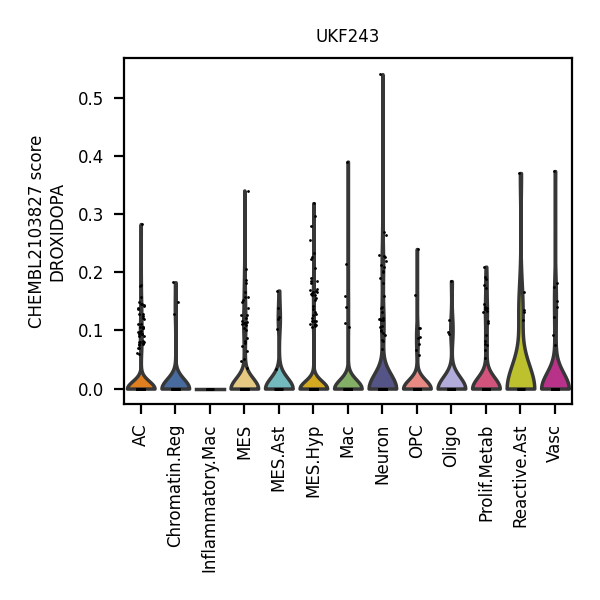 UKF243
CHEMBL2103827 score
DROXIDOPA
0.5
0.4
0.3
0.2
0.1
0.0
AC
Chromatin.Reg
Inflammatory.Mac
MES
MES.Ast
MES.Hyp
Mac
Neuron
OPC
Oligo
Prolif.Metab
Reactive.Ast
Vasc